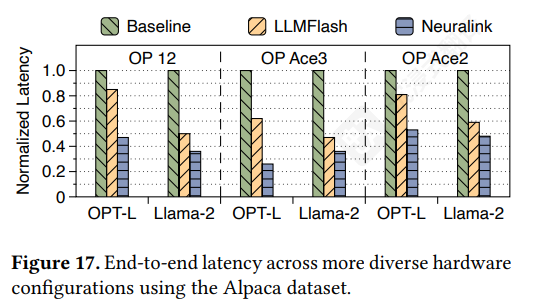 Baseline LLMFlash Neuralink
OP 12 OP Ace3 OP Ace2
Normalized Latency
1.0
0.8
0.6
0.4
0.2
0
OPT-L Llama-2 OPT-L Llama-2 OPT-L Llama-2
Figure 17. End-to-end latency across more diverse hardware
configurations using the Alpaca dataset.